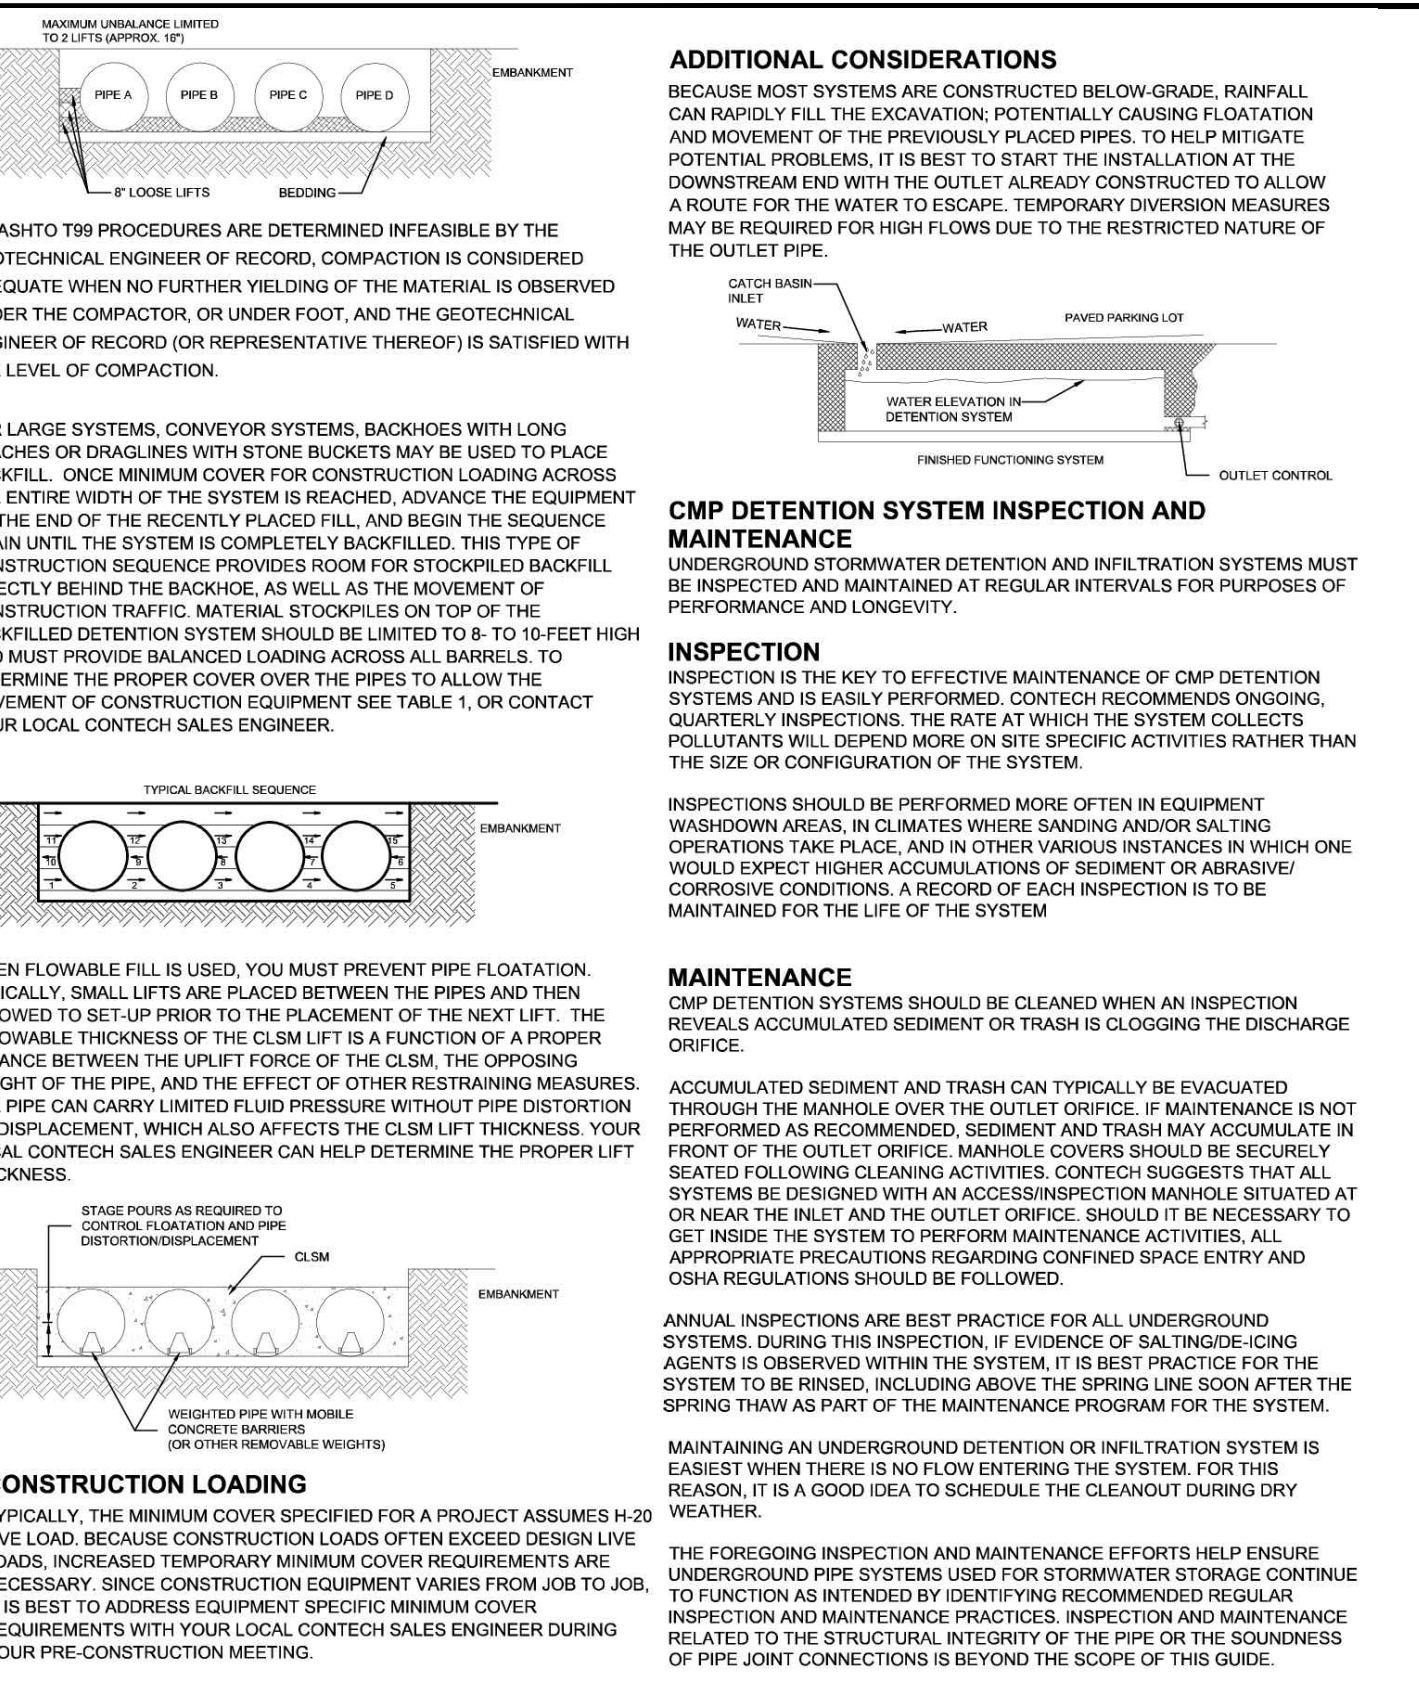 MAXIMUM UNBALANCE LIMITED
TO 2 LIFTS (APPROX. 16")
EMBANKMENT
PIPE A
PIPE B
PIPE C
PIPE D
8" LOOSE LIFTS
BEDDING
ASHTO T99 PROCEDURES ARE DETERMINED INFEASIBLE BY THE
OTECHNICAL ENGINEER OF RECORD, COMPACTION IS CONSIDERED
EQUATE WHEN NO FURTHER YIELDING OF THE MATERIAL IS OBSERVED
DER THE COMPACTOR, OR UNDER FOOT, AND THE GEOTECHNICAL
GINEER OF RECORD (OR REPRESENTATIVE THEREOF) IS SATISFIED WITH
LEVEL OF COMPACTION.
R LARGE SYSTEMS, CONVEYOR SYSTEMS, BACKHOES WITH LONG
ACHES OR DRAGLINES WITH STONE BUCKETS MAY BE USED TO PLACE
CKFILL. ONCE MINIMUM COVER FOR CONSTRUCTION LOADING ACROSS
ENTIRE WIDTH OF THE SYSTEM IS REACHED, ADVANCE THE EQUIPMENT
THE END OF THE RECENTLY PLACED FILL, AND BEGIN THE SEQUENCE
AIN UNTIL THE SYSTEM IS COMPLETELY BACKFILLED. THIS TYPE OF
NSTRUCTION SEQUENCE PROVIDES ROOM FOR STOCKPILED BACKFILL
ECTLY BEHIND THE BACKHOE, AS WELL AS THE MOVEMENT OF
NSTRUCTION TRAFFIC. MATERIAL STOCKPILES ON TOP OF THE
CKFILLED DETENTION SYSTEM SHOULD BE LIMITED TO 8- TO 10-FEET HIGH
D MUST PROVIDE BALANCED LOADING ACROSS ALL BARRELS. TO
TERMINE THE PROPER COVER OVER THE PIPES TO ALLOW THE
VEMENT OF CONSTRUCTION EQUIPMENT SEE TABLE 1, OR CONTACT
UR LOCAL CONTECH SALES ENGINEER.
TYPICAL BACKFILL SEQUENCE
EMBANKMENT
11 12 13 14 15
10 9 8 7 6
1 2 3 4 5
EN FLOWABLE FILL IS USED, YOU MUST PREVENT PIPE FLOATATION.
ICALLY, SMALL LIFTS ARE PLACED BETWEEN THE PIPES AND THEN
OWED TO SET-UP PRIOR TO THE PLACEMENT OF THE NEXT LIFT. THE
OWABLE THICKNESS OF THE CLSM LIFT IS A FUNCTION OF A PROPER
ANCE BETWEEN THE UPLIFT FORCE OF THE CLSM, THE OPPOSING
GHT OF THE PIPE, AND THE EFFECT OF OTHER RESTRAINING MEASURES.
PIPE CAN CARRY LIMITED FLUID PRESSURE WITHOUT PIPE DISTORTION
DISPLACEMENT, WHICH ALSO AFFECTS THE CLSM LIFT THICKNESS. YOUR
CAL CONTECH SALES ENGINEER CAN HELP DETERMINE THE PROPER LIFT
CKNESS.
STAGE POURS AS REQUIRED TO
CONTROL FLOATATION AND PIPE
DISTORTION/DISPLACEMENT
CLSM
EMBANKMENT
WEIGHTED PIPE WITH MOBILE
CONCRETE BARRIERS
(OR OTHER REMOVABLE WEIGHTS)
CONSTRUCTION LOADING
YPICALLY, THE MINIMUM COVER SPECIFIED FOR A PROJECT ASSUMES H-20
VE LOAD. BECAUSE CONSTRUCTION LOADS OFTEN EXCEED DESIGN LIVE
OADS, INCREASED TEMPORARY MINIMUM COVER REQUIREMENTS ARE
ECESSARY. SINCE CONSTRUCTION EQUIPMENT VARIES FROM JOB TO JOB,
IS BEST TO ADDRESS EQUIPMENT SPECIFIC MINIMUM COVER
EQUIREMENTS WITH YOUR LOCAL CONTECH SALES ENGINEER DURING
OUR PRE-CONSTRUCTION MEETING.
ADDITIONAL CONSIDERATIONS
BECAUSE MOST SYSTEMS ARE CONSTRUCTED BELOW-GRADE, RAINFALL
CAN RAPIDLY FILL THE EXCAVATION; POTENTIALLY CAUSING FLOATATION
AND MOVEMENT OF THE PREVIOUSLY PLACED PIPES. TO HELP MITIGATE
POTENTIAL PROBLEMS, IT IS BEST TO START THE INSTALLATION AT THE
DOWNSTREAM END WITH THE OUTLET ALREADY CONSTRUCTED TO ALLOW
A ROUTE FOR THE WATER TO ESCAPE. TEMPORARY DIVERSION MEASURES
MAY BE REQUIRED FOR HIGH FLOWS DUE TO THE RESTRICTED NATURE OF
THE OUTLET PIPE.
CATCH BASIN
INLET
WATER
WATER
PAVED PARKING LOT
WATER ELEVATION IN
DETENTION SYSTEM
FINISHED FUNCTIONING SYSTEM
OUTLET CONTROL
CMP DETENTION SYSTEM INSPECTION AND
MAINTENANCE
UNDERGROUND STORMWATER DETENTION AND INFILTRATION SYSTEMS MUST
BE INSPECTED AND MAINTAINED AT REGULAR INTERVALS FOR PURPOSES OF
PERFORMANCE AND LONGEVITY.
INSPECTION
INSPECTION IS THE KEY TO EFFECTIVE MAINTENANCE OF CMP DETENTION
SYSTEMS AND IS EASILY PERFORMED. CONTECH RECOMMENDS ONGOING,
QUARTERLY INSPECTIONS. THE RATE AT WHICH THE SYSTEM COLLECTS
POLLUTANTS WILL DEPEND MORE ON SITE SPECIFIC ACTIVITIES RATHER THAN
THE SIZE OR CONFIGURATION OF THE SYSTEM.
INSPECTIONS SHOULD BE PERFORMED MORE OFTEN IN EQUIPMENT
WASHDOWN AREAS, IN CLIMATES WHERE SANDING AND/OR SALTING
OPERATIONS TAKE PLACE, AND IN OTHER VARIOUS INSTANCES IN WHICH ONE
WOULD EXPECT HIGHER ACCUMULATIONS OF SEDIMENT OR ABRASIVE/
CORROSIVE CONDITIONS. A RECORD OF EACH INSPECTION IS TO BE
MAINTAINED FOR THE LIFE OF THE SYSTEM
MAINTENANCE
CMP DETENTION SYSTEMS SHOULD BE CLEANED WHEN AN INSPECTION
REVEALS ACCUMULATED SEDIMENT OR TRASH IS CLOGGING THE DISCHARGE
ORIFICE.
ACCUMULATED SEDIMENT AND TRASH CAN TYPICALLY BE EVACUATED
THROUGH THE MANHOLE OVER THE OUTLET ORIFICE. IF MAINTENANCE IS NOT
PERFORMED AS RECOMMENDED, SEDIMENT AND TRASH MAY ACCUMULATE IN
FRONT OF THE OUTLET ORIFICE. MANHOLE COVERS SHOULD BE SECURELY
SEATED FOLLOWING CLEANING ACTIVITIES. CONTECH SUGGESTS THAT ALL
SYSTEMS BE DESIGNED WITH AN ACCESS/INSPECTION MANHOLE SITUATED AT
OR NEAR THE INLET AND THE OUTLET ORIFICE. SHOULD IT BE NECESSARY TO
GET INSIDE THE SYSTEM TO PERFORM MAINTENANCE ACTIVITIES, ALL
APPROPRIATE PRECAUTIONS REGARDING CONFINED SPACE ENTRY AND
OSHA REGULATIONS SHOULD BE FOLLOWED.
ANNUAL INSPECTIONS ARE BEST PRACTICE FOR ALL UNDERGROUND
SYSTEMS. DURING THIS INSPECTION, IF EVIDENCE OF SALTING/DE-ICING
AGENTS IS OBSERVED WITHIN THE SYSTEM, IT IS BEST PRACTICE FOR THE
SYSTEM TO BE RINSED, INCLUDING ABOVE THE SPRING LINE SOON AFTER THE
SPRING THAW AS PART OF THE MAINTENANCE PROGRAM FOR THE SYSTEM.
MAINTAINING AN UNDERGROUND DETENTION OR INFILTRATION SYSTEM IS
EASIEST WHEN THERE IS NO FLOW ENTERING THE SYSTEM. FOR THIS
REASON, IT IS A GOOD IDEA TO SCHEDULE THE CLEANOUT DURING DRY
WEATHER.
THE FOREGOING INSPECTION AND MAINTENANCE EFFORTS HELP ENSURE
UNDERGROUND PIPE SYSTEMS USED FOR STORMWATER STORAGE CONTINUE
TO FUNCTION AS INTENDED BY IDENTIFYING RECOMMENDED REGULAR
INSPECTION AND MAINTENANCE PRACTICES. INSPECTION AND MAINTENANCE
RELATED TO THE STRUCTURAL INTEGRITY OF THE PIPE OR THE SOUNDNESS
OF PIPE JOINT CONNECTIONS IS BEYOND THE SCOPE OF THIS GUIDE.